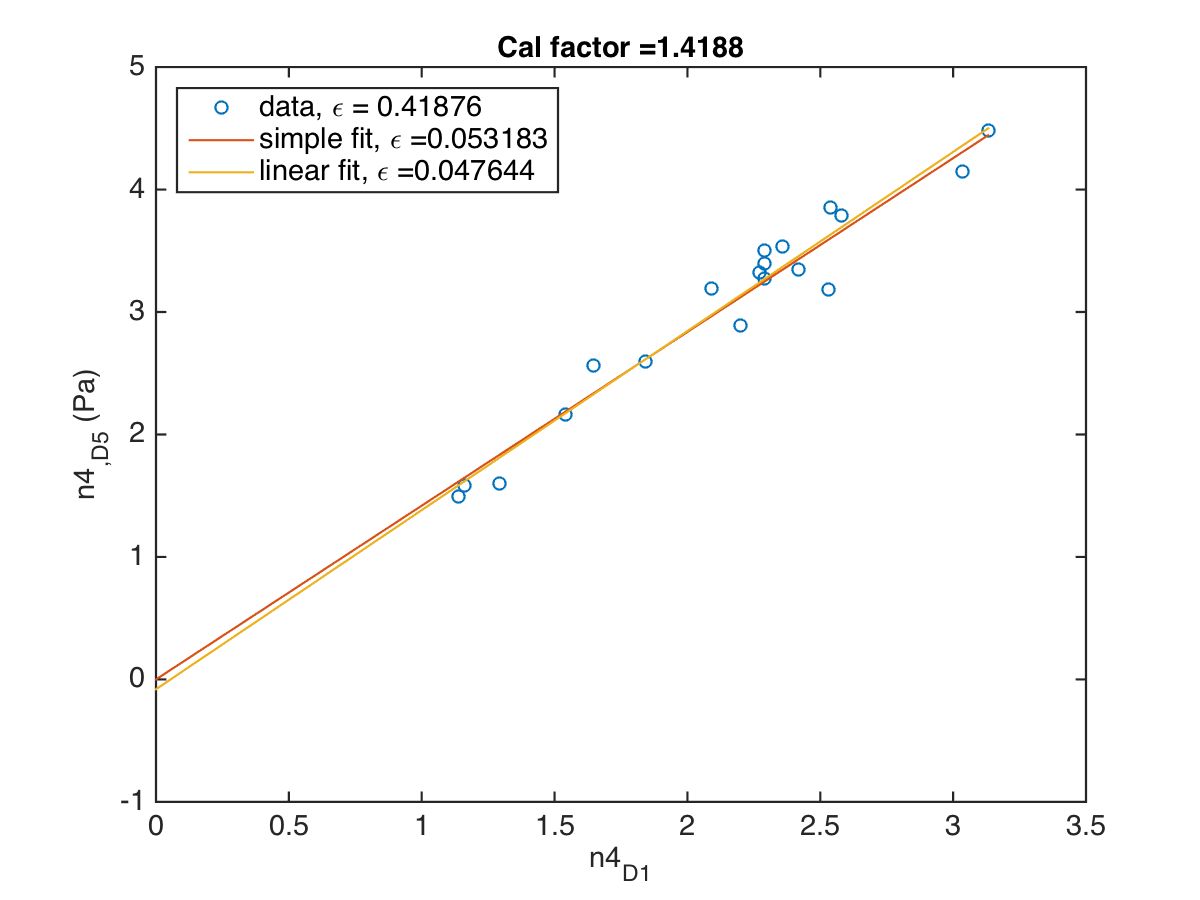 Cal factor =1.4188
data, ϵ = 0.41876
simple fit, ϵ =0.053183
linear fit, ϵ =0.047644
5
4
3
2
1
0
-1
n4,D5 (Pa)
0 0.5 1 1.5 2 2.5 3 3.5
n4D1